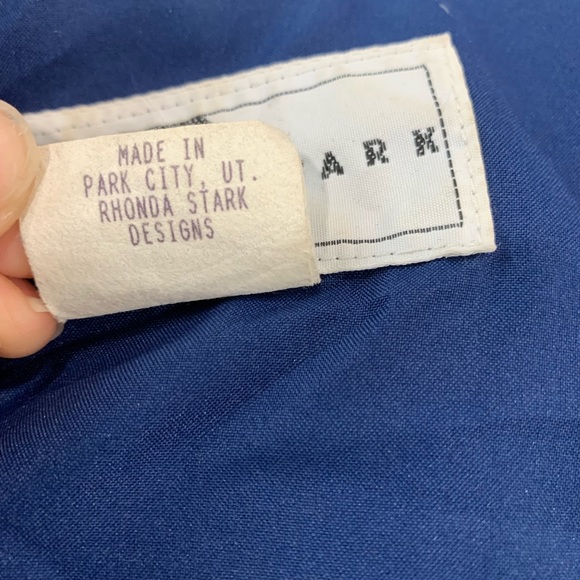 MADE IN
PARK CITY, UT.
RHONDA STARK
DESIGNS
ARK